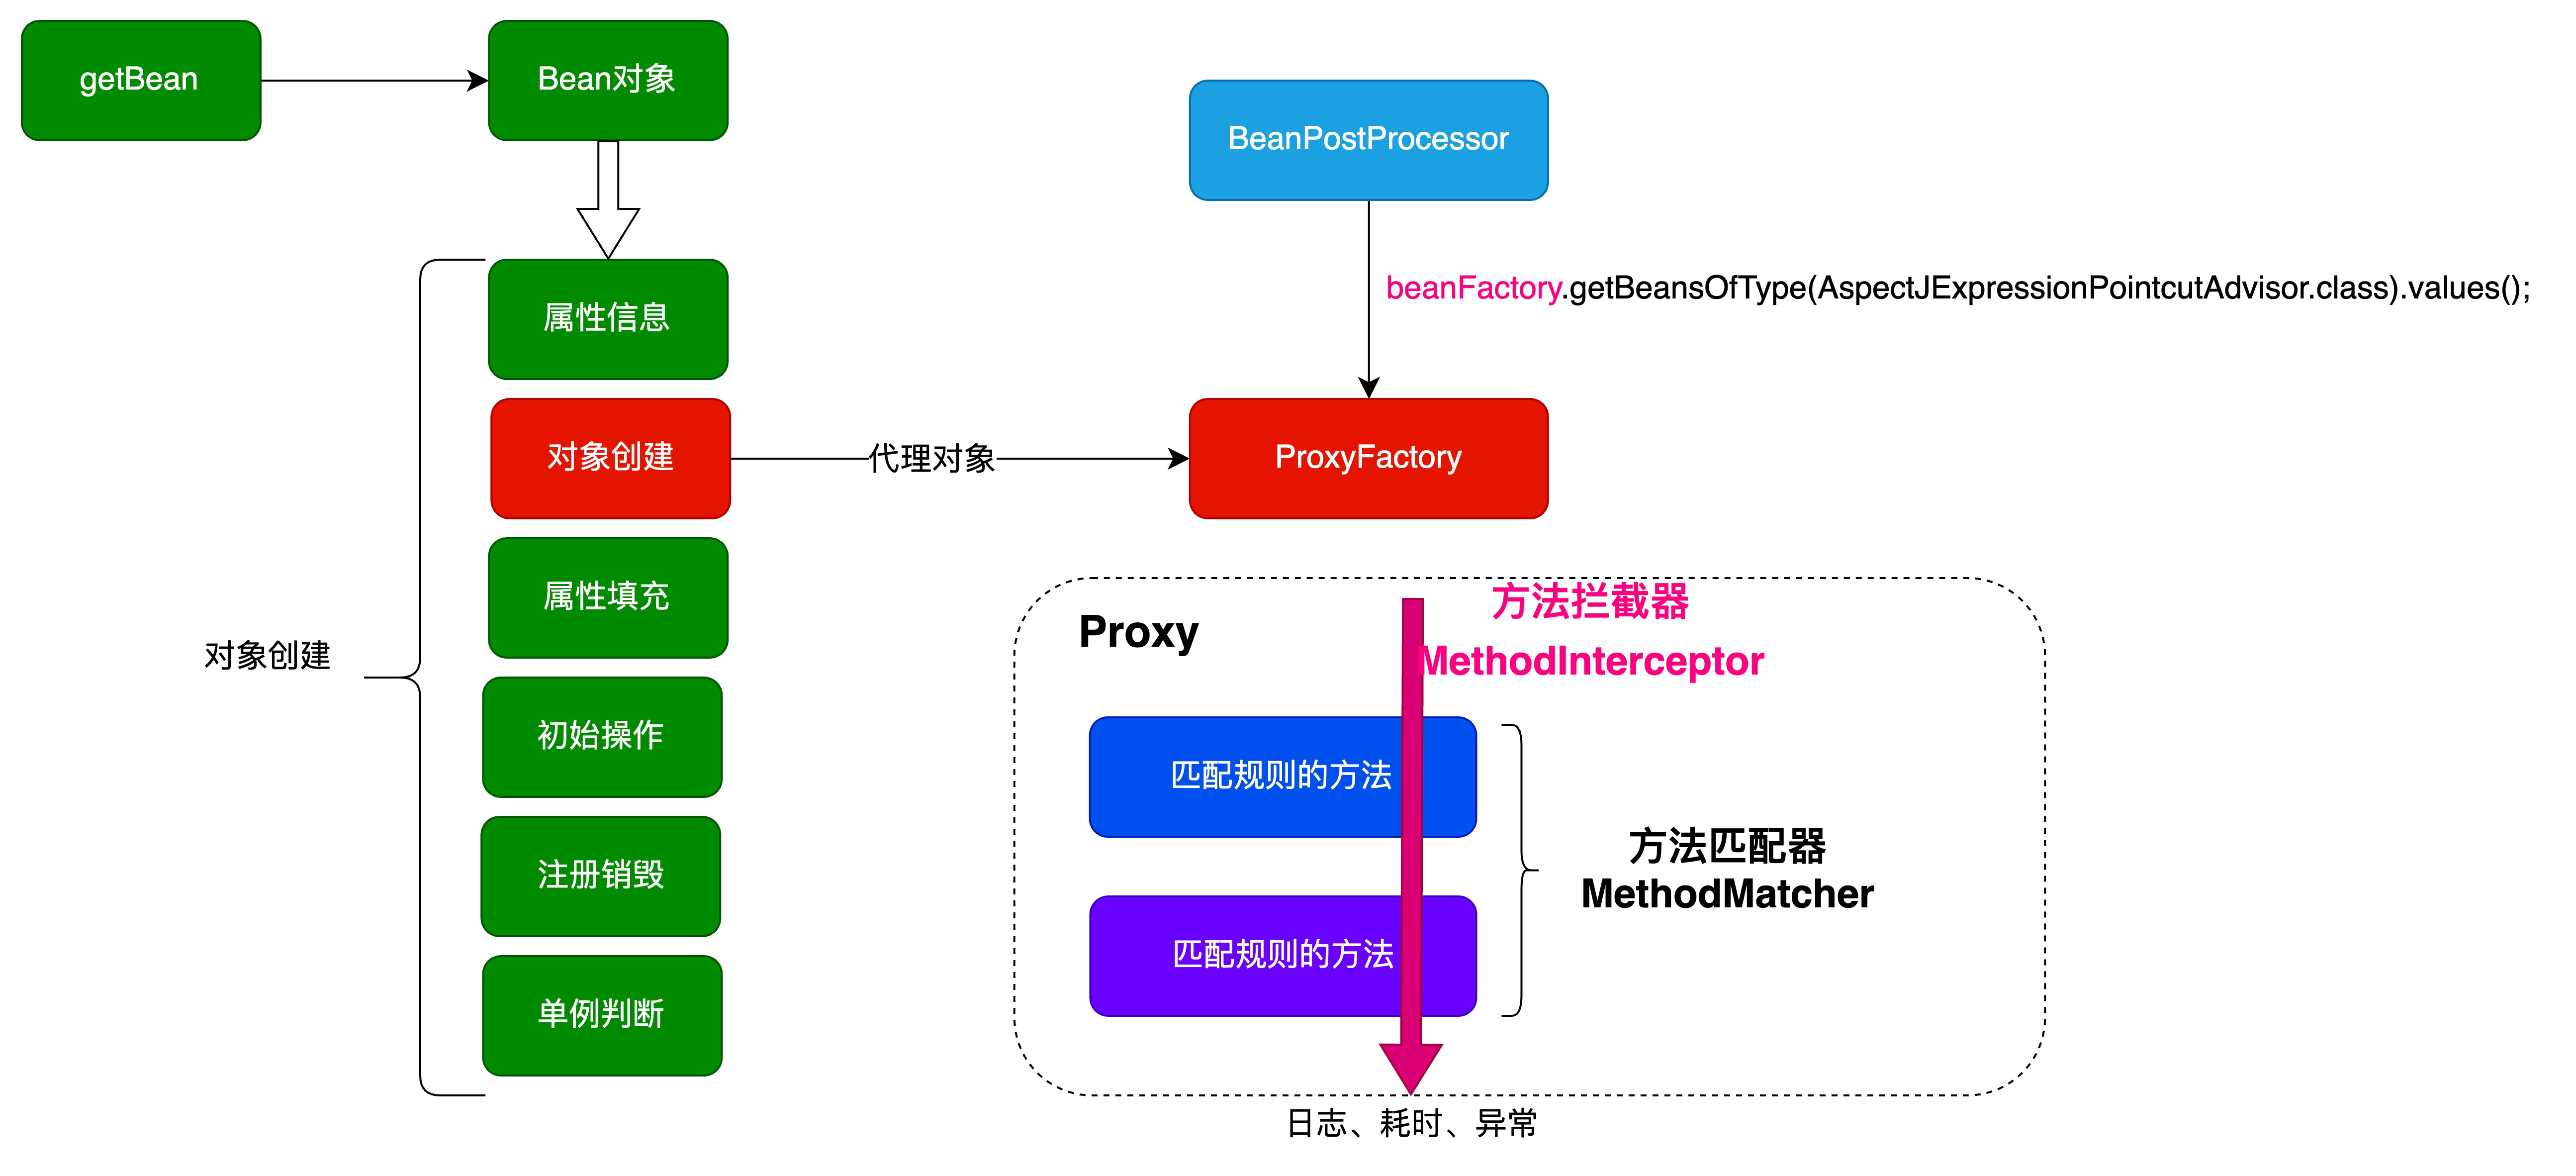 getBean
Bean对象
BeanPostProcessor
beanFactory.getBeansOfType(AspectJExpressionPointcutAdvisor.class).values();
属性信息
对象创建
代理对象
ProxyFactory
属性填充
对象创建
初始操作
注册销毁
单例判断
Proxy
方法拦截器
MethodInterceptor
匹配规则的方法
匹配规则的方法
方法匹配器
MethodMatcher
日志、耗时、异常